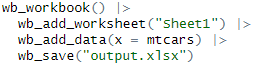 wb_workbook() |>
  wb_add_worksheet("Sheet1") |>
  wb_add_data(x = mtcars) |>
  wb_save("output.xlsx")